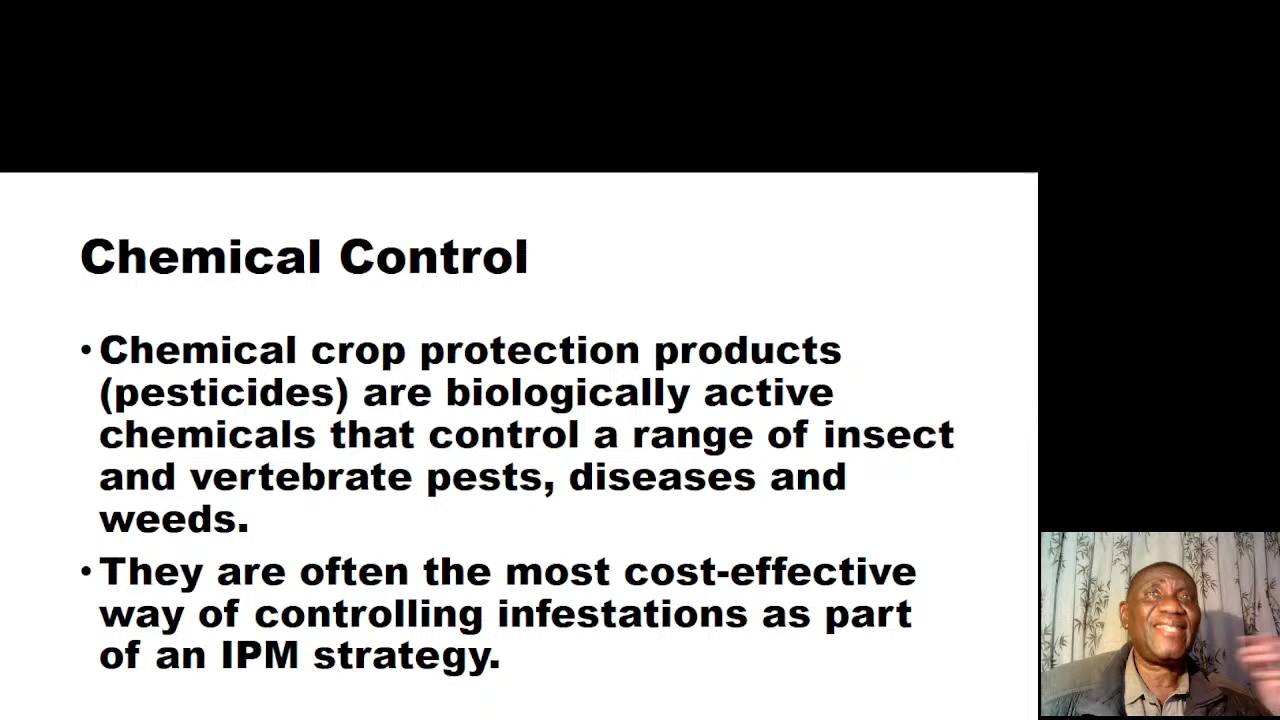 Chemical Control
• Chemical crop protection products
(pesticides) are biologically active
chemicals that control a range of insect
and vertebrate pests, diseases and
weeds.
• They are often the most cost-effective
way of controlling infestations as part
of an IPM strategy.